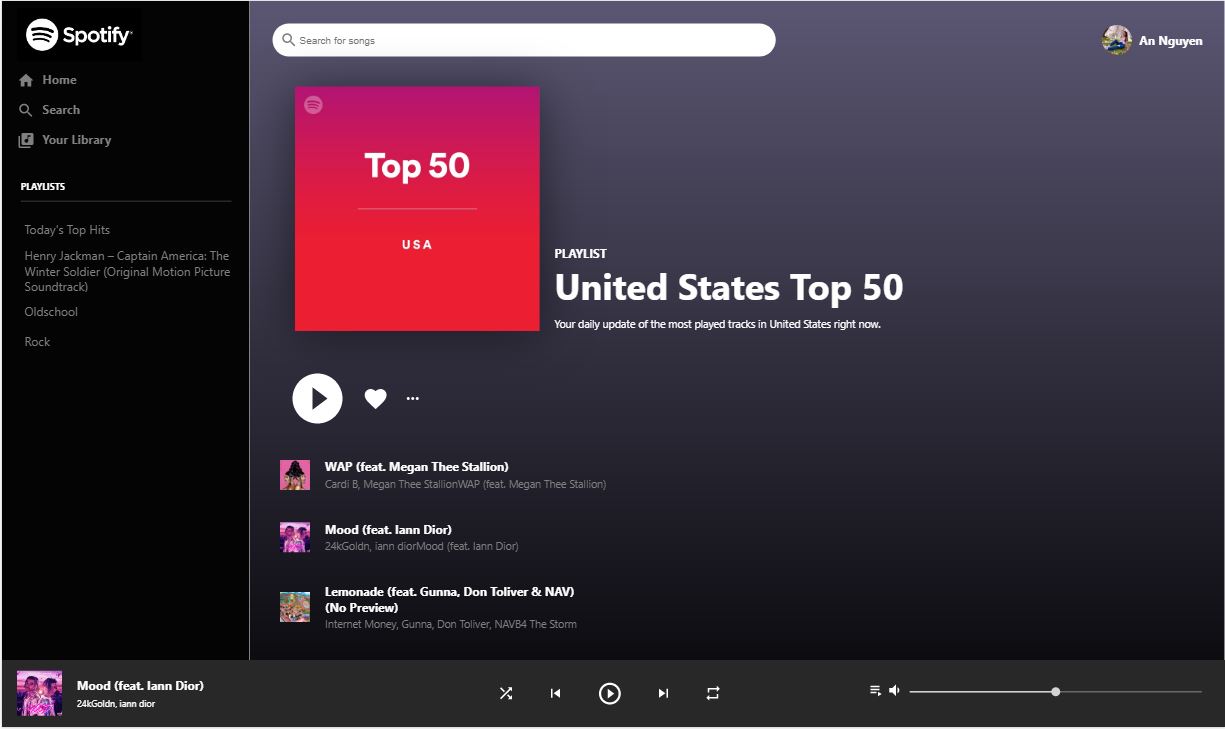 Spotify
Home
Search
Your Library
PLAYLISTS
Today's Top Hits
Henry Jackman – Captain America: The
Winter Soldier (Original Motion Picture
Soundtrack)
Oldschool
Rock
Search for songs
An Nguyen
Top 50
USA
PLAYLIST
United States Top 50
Your daily update of the most played tracks in United States right now.
WAP (feat. Megan Thee Stallion)
Cardi B, Megan Thee StallionWAP (feat. Megan Thee Stallion)
Mood (feat. Iann Dior)
24kGoldn, iann diorMood (feat. Iann Dior)
Lemonade (feat. Gunna, Don Toliver & NAV)
(No Preview)
Internet Money, Gunna, Don Toliver, NAVB4 The Storm
Mood (feat. Iann Dior)
24kGoldn, iann dior